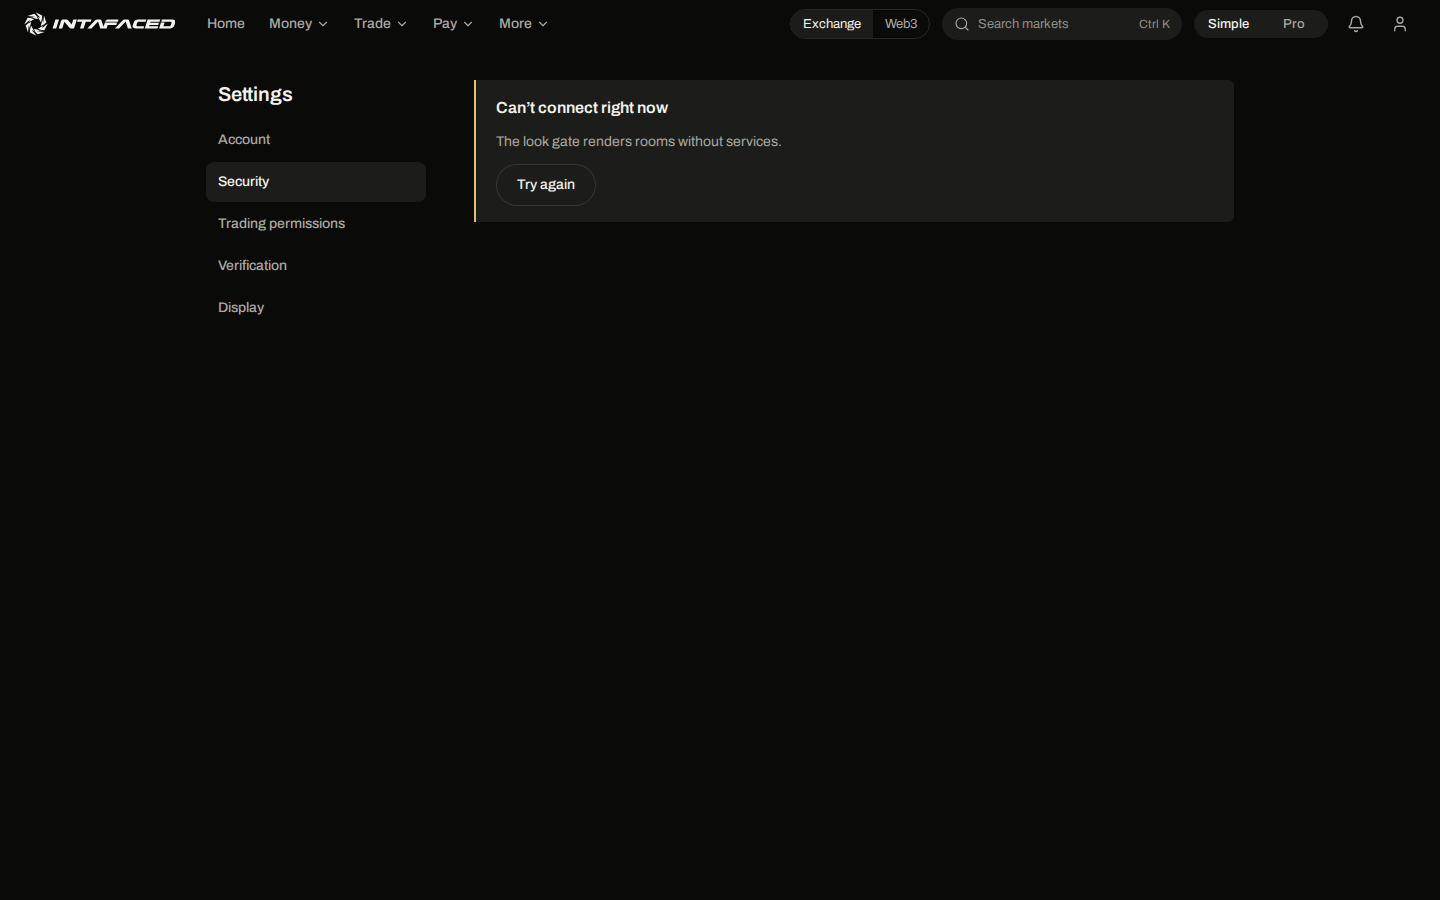 INTAFACED
Home
Money
Trade
Pay
More
Exchange
Web3
Search markets
Ctrl K
Simple
Pro
Settings
Account
Security
Trading permissions
Verification
Display
Can’t connect right now
The look gate renders rooms without services.
Try again